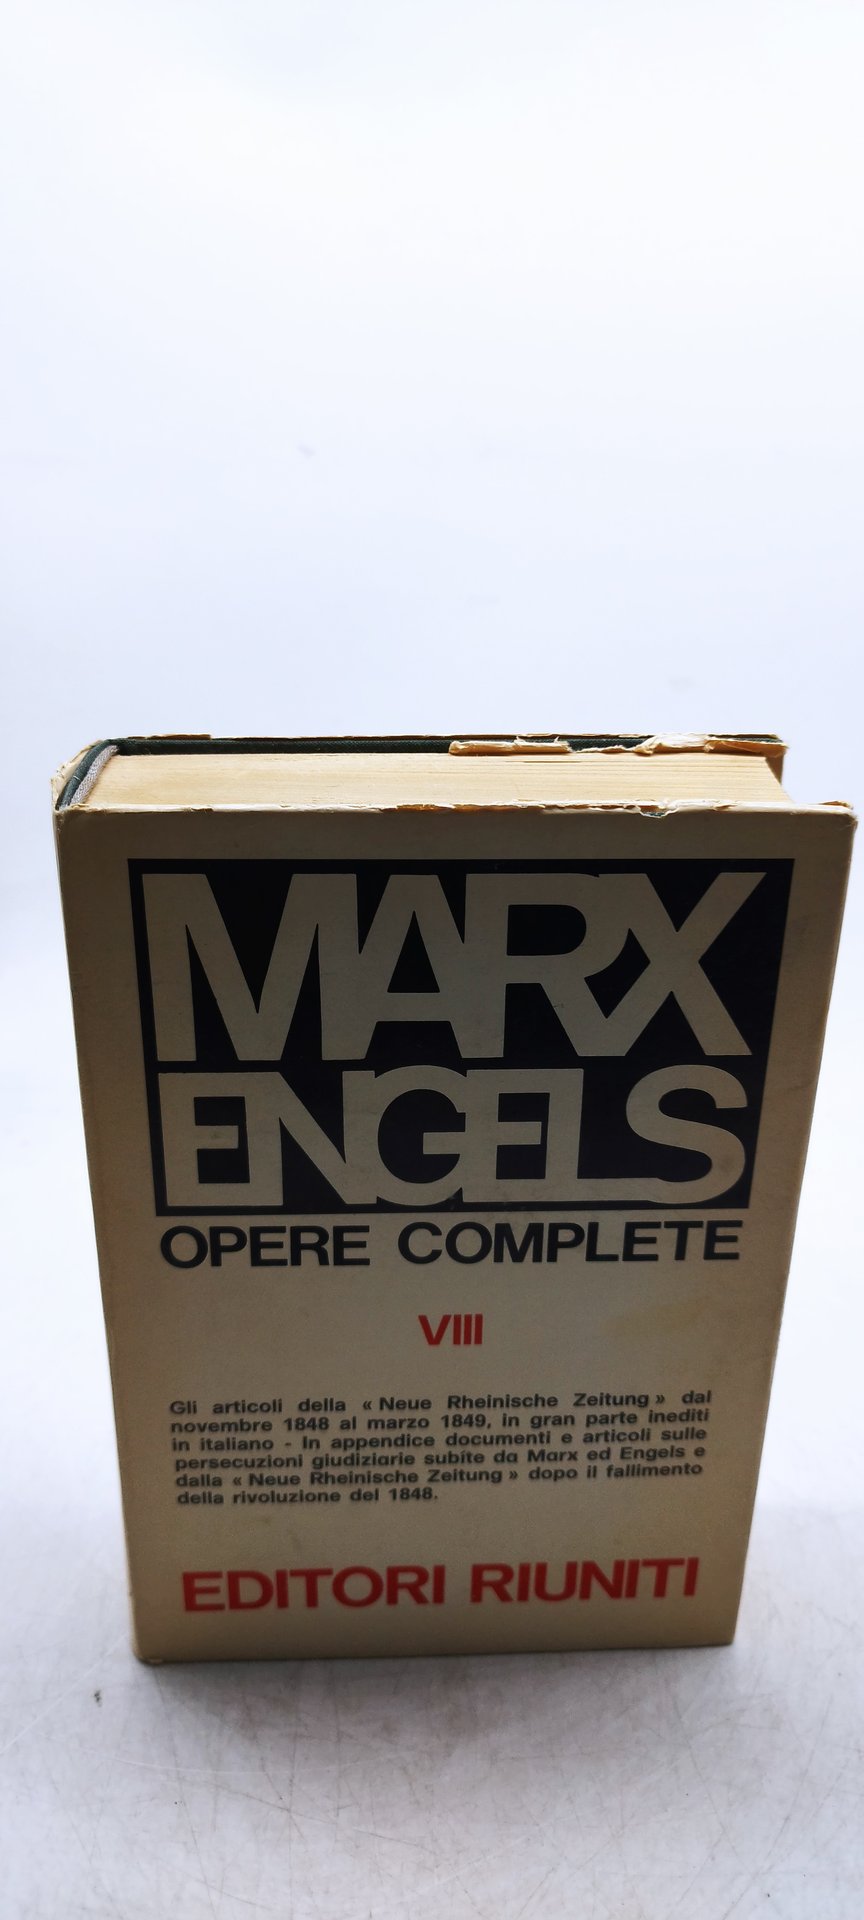 MARX
ENGELS
OPERE COMPLETE
VIII
Gli articoli della « Neue Rheinische Zeitung » dal
novembre 1848 al marzo 1849, in gran parte inediti
in italiano - In appendice documenti e articoli sulle
persecuzioni giudiziarie subíte da Marx ed Engels e
dalla « Neue Rheinische Zeitung » dopo il fallimento
della rivoluzione del 1848.
EDITORI RIUNITI